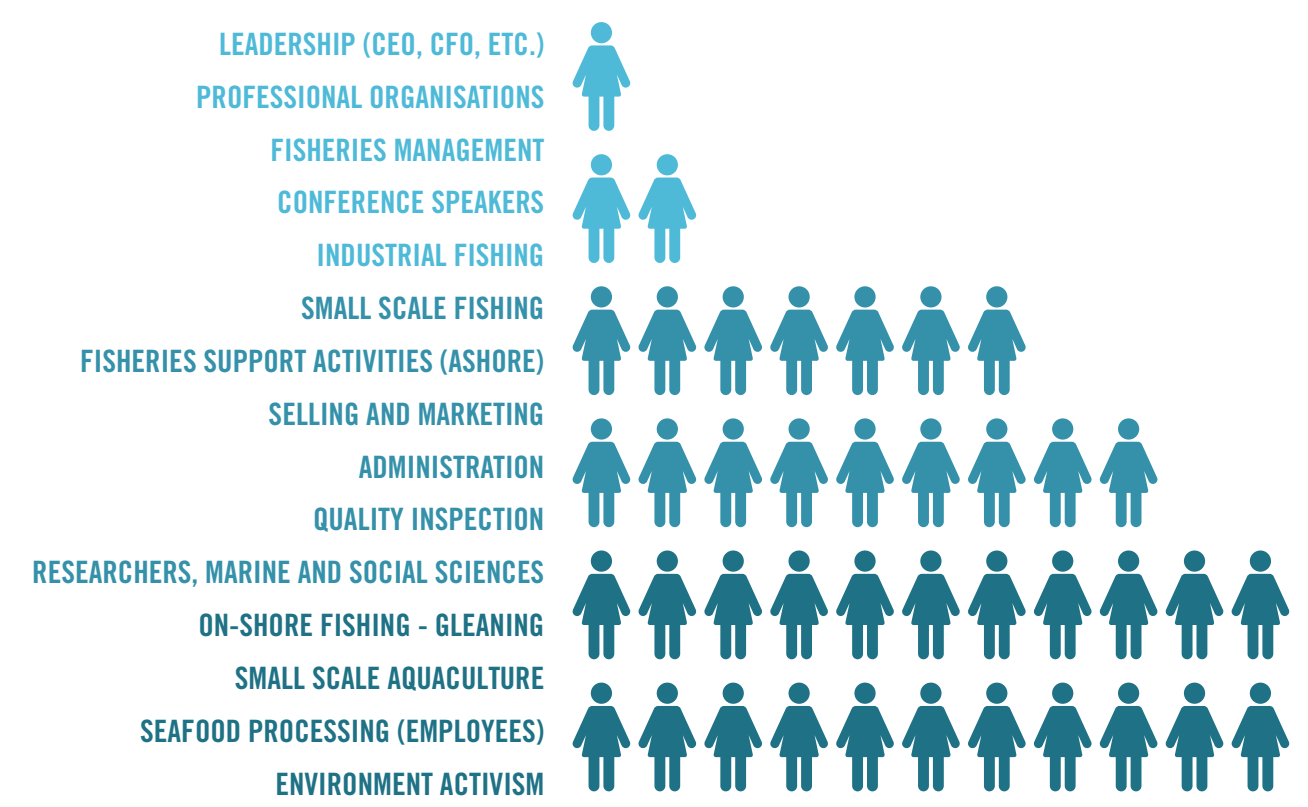 LEADERSHIP (CEO, CFO, ETC.)
PROFESSIONAL ORGANISATIONS
FISHERIES MANAGEMENT
CONFERENCE SPEAKERS
INDUSTRIAL FISHING
SMALL SCALE FISHING
FISHERIES SUPPORT ACTIVITIES (ASHORE)
SELLING AND MARKETING
ADMINISTRATION
QUALITY INSPECTION
RESEARCHERS, MARINE AND SOCIAL SCIENCES
ON-SHORE FISHING - GLEANING
SMALL SCALE AQUACULTURE
SEAFOOD PROCESSING (EMPLOYEES)
ENVIRONMENT ACTIVISM